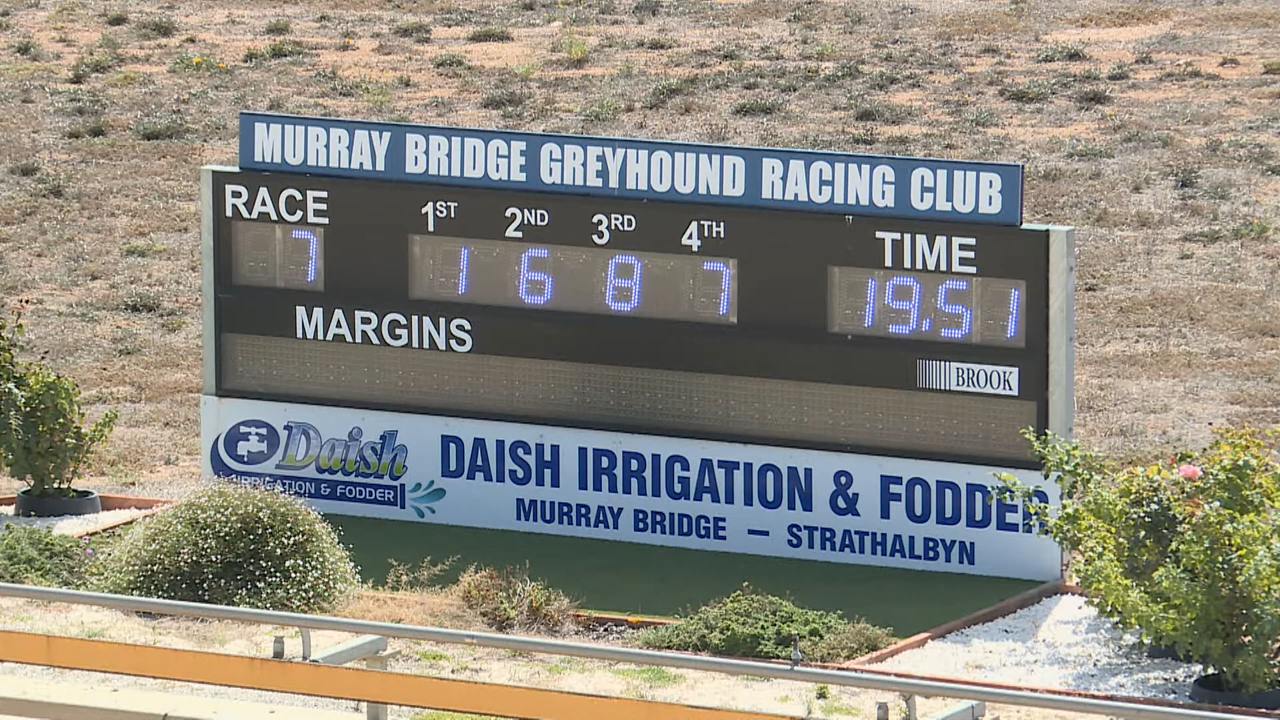 MURRAY BRIDGE GREYHOUND RACING CLUB
RACE 1ST 2ND 3RD 4TH TIME
7 1 6 8 7 19.51
MARGINS
BROOK
Daish
IRRIGATION & FODDER
DAISH IRRIGATION & FODDER
MURRAY BRIDGE – STRATHALBYN